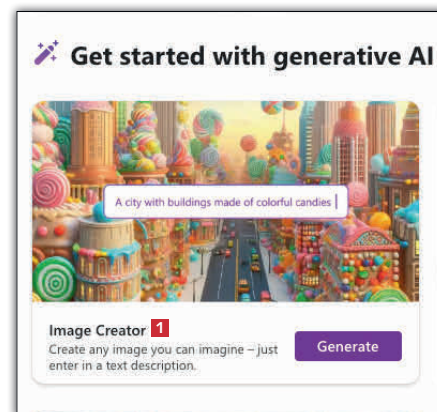 Get started with generative AI
A city with buildings made of colorful candies
Image Creator 1
Create any image you can imagine – just
enter in a text description.
Generate